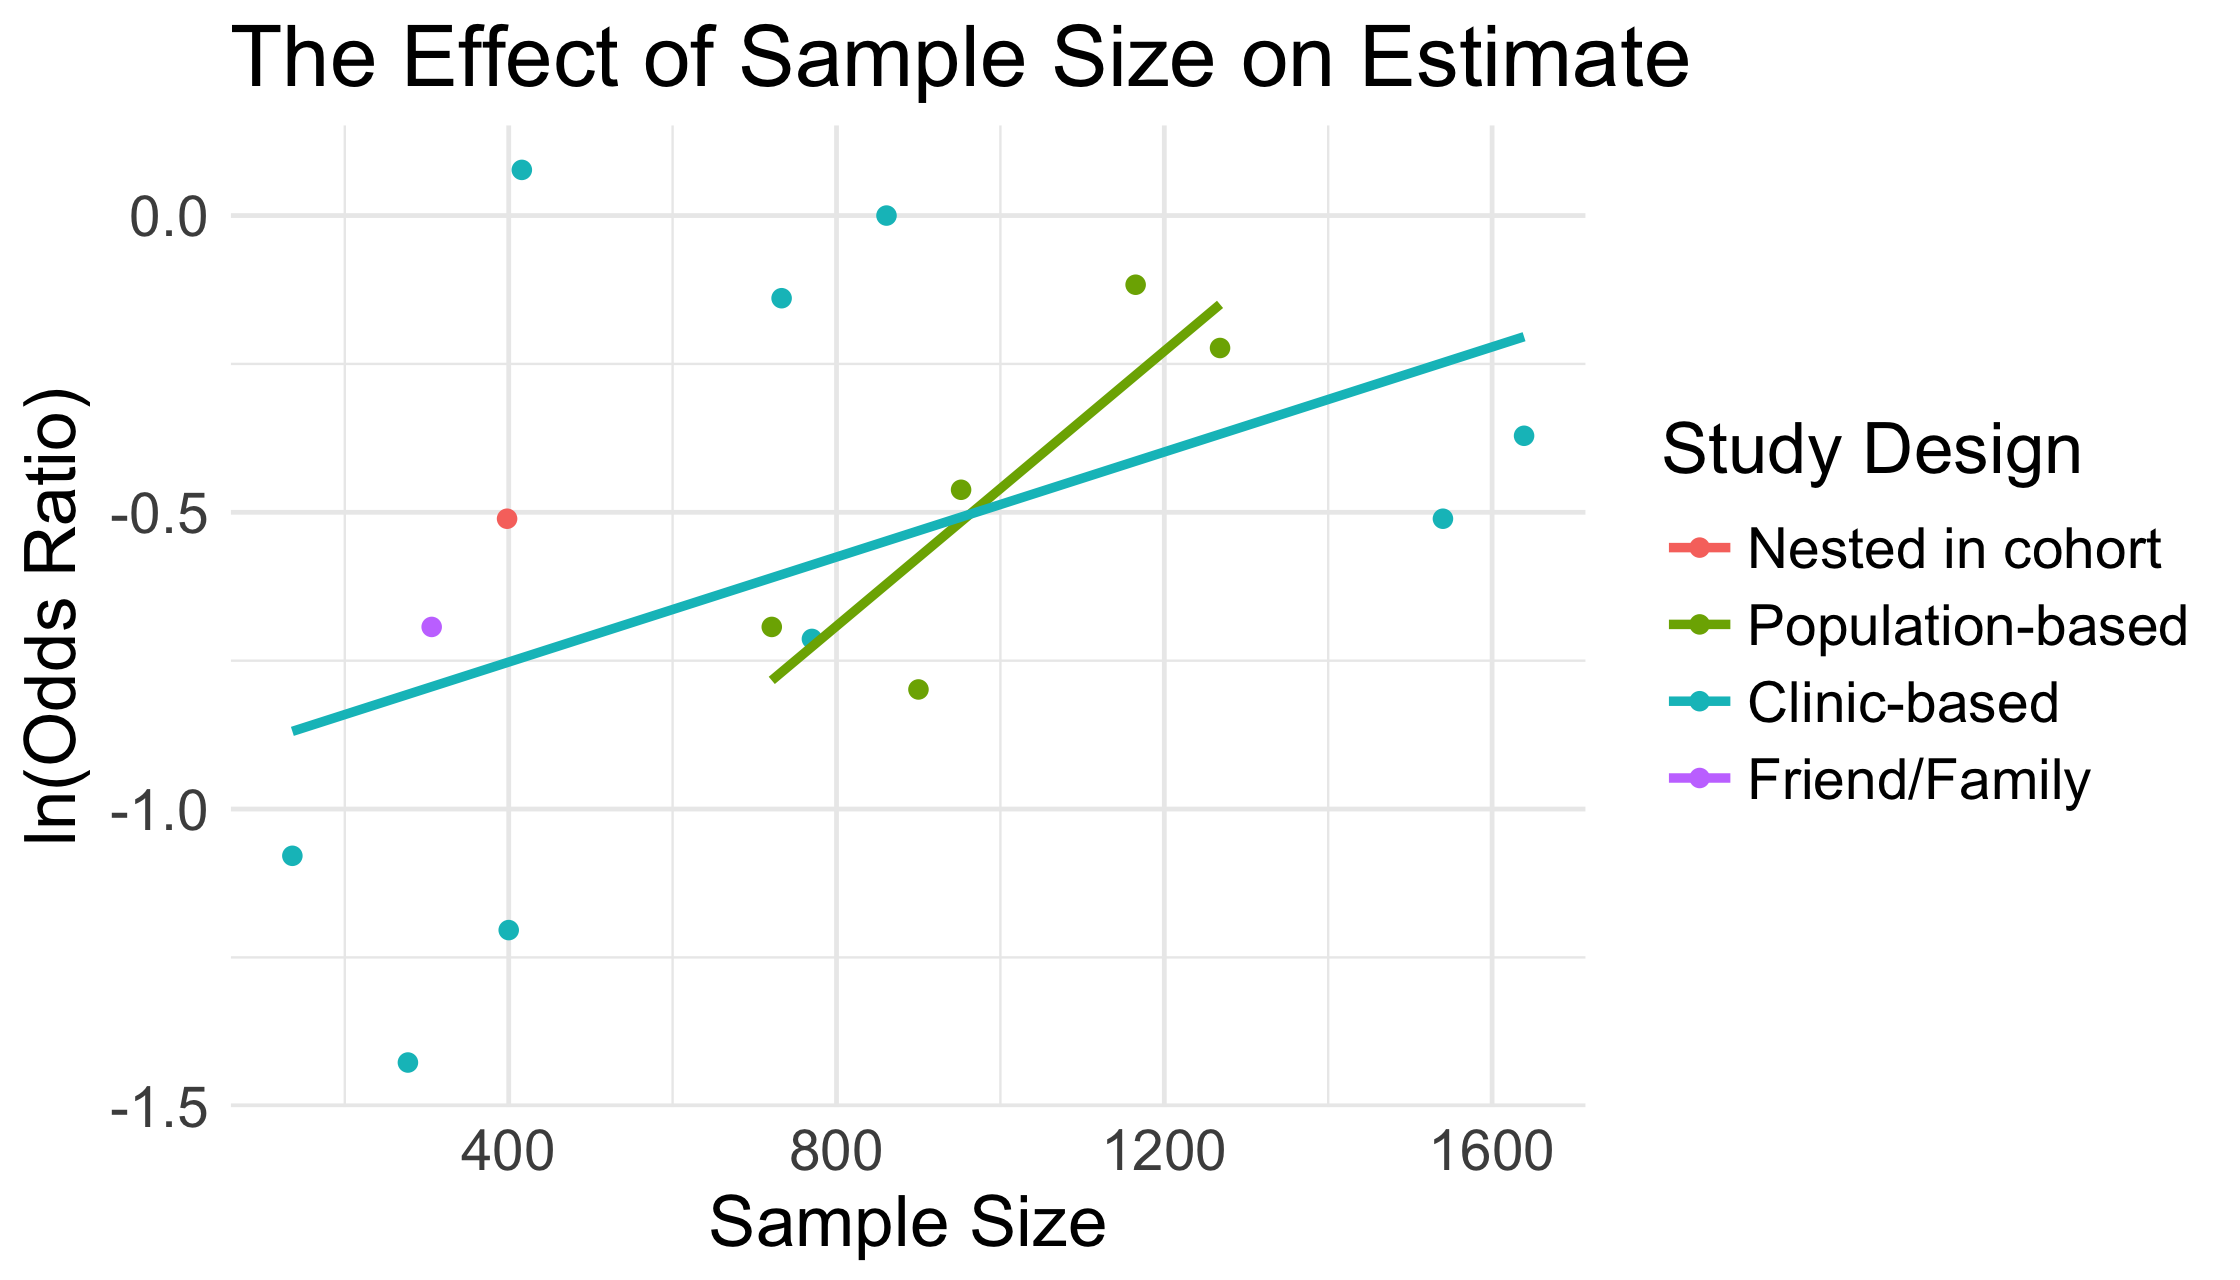 The Effect of Sample Size on Estimate
ln(Odds Ratio)
0.0
-0.5
-1.0
-1.5
400 800 1200 1600
Sample Size
Study Design
Nested in cohort
Population-based
Clinic-based
Friend/Family